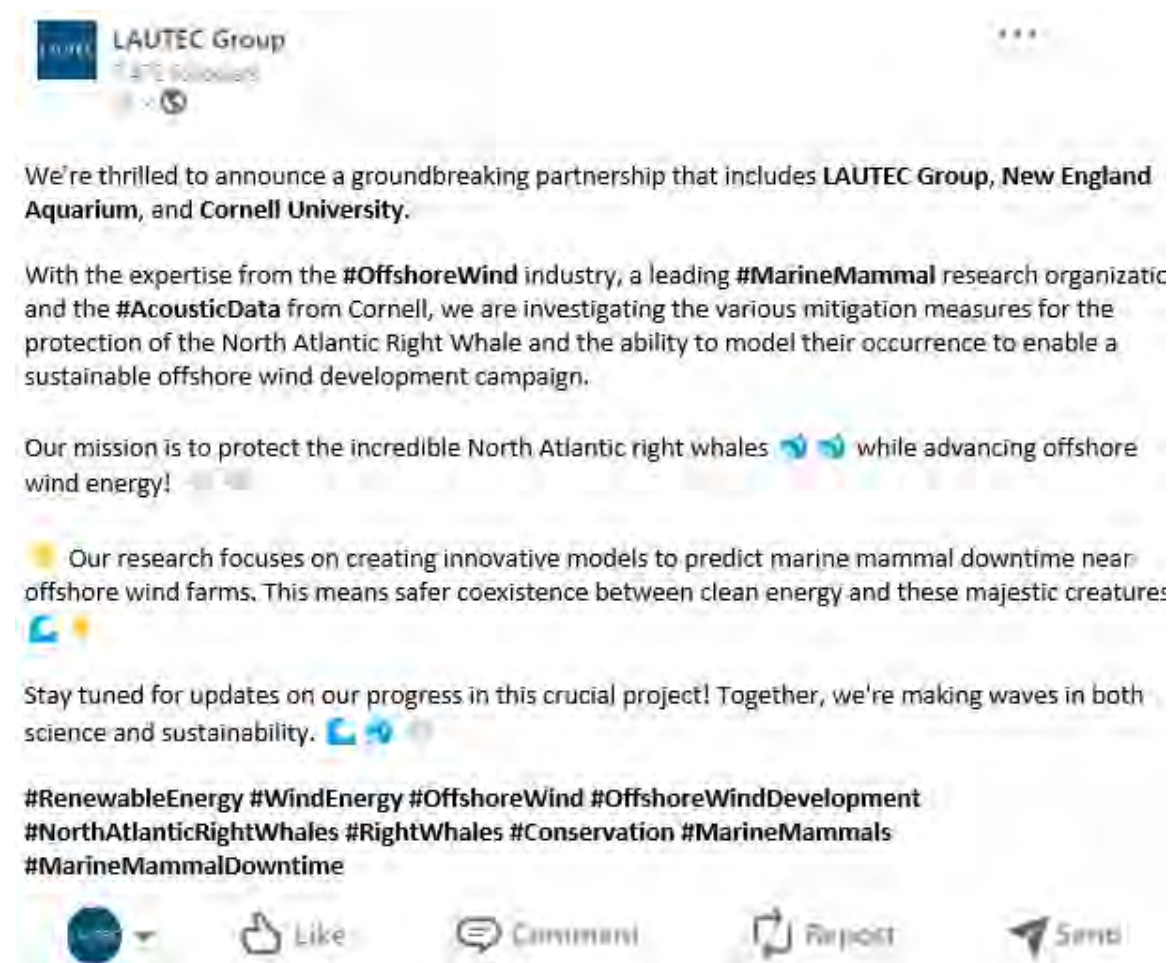 LAUTEC Group
We're thrilled to announce a groundbreaking partnership that includes LAUTEC Group, New England
Aquarium, and Cornell University.
With the expertise from the #OffshoreWind industry, a leading #MarineMammal research organizatic
and the #AcousticData from Cornell, we are investigating the various mitigation measures for the
protection of the North Atlantic Right Whale and the ability to model their occurrence to enable a
sustainable offshore wind development campaign.
Our mission is to protect the incredible North Atlantic right whales 🐋 🐋 while advancing offshore
wind energy!
Our research focuses on creating innovative models to predict marine mammal downtime near
offshore wind farms. This means safer coexistence between clean energy and these majestic creatures
Stay tuned for updates on our progress in this crucial project! Together, we're making waves in both
science and sustainability. 🌊 🐋
#RenewableEnergy #WindEnergy #OffshoreWind #OffshoreWindDevelopment
#NorthAtlanticRightWhales #RightWhales #Conservation #MarineMammals
#MarineMammalDowntime
Like Comment Repost Send